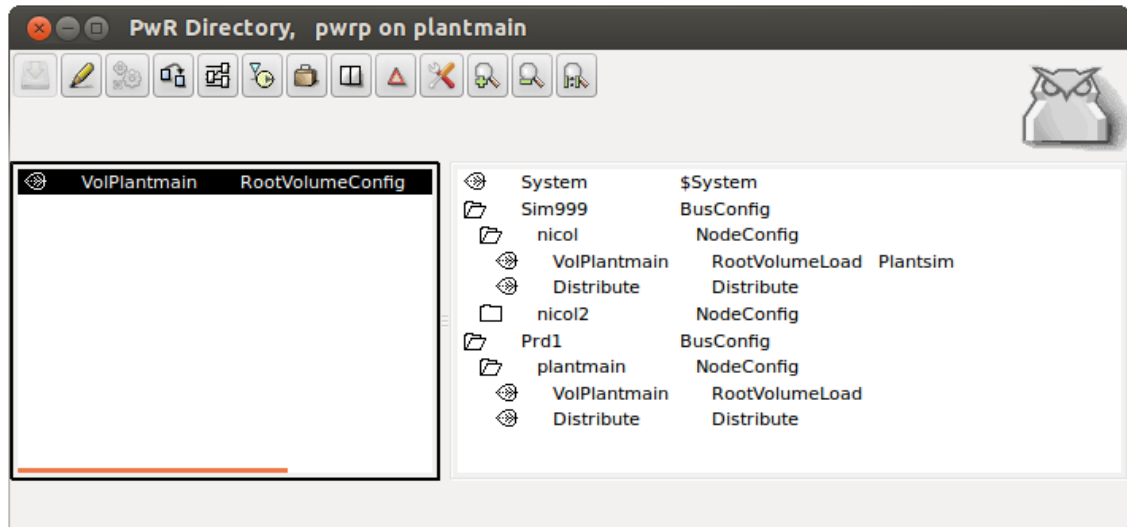 PwR Directory, pwrp on plantmain
VolPlantmain RootVolumeConfig
System $System
Sim999 BusConfig
nicol NodeConfig
VolPlantmain RootVolumeLoad Plantsim
Distribute Distribute
nicol2 NodeConfig
Prd1 BusConfig
plantmain NodeConfig
VolPlantmain RootVolumeLoad
Distribute Distribute